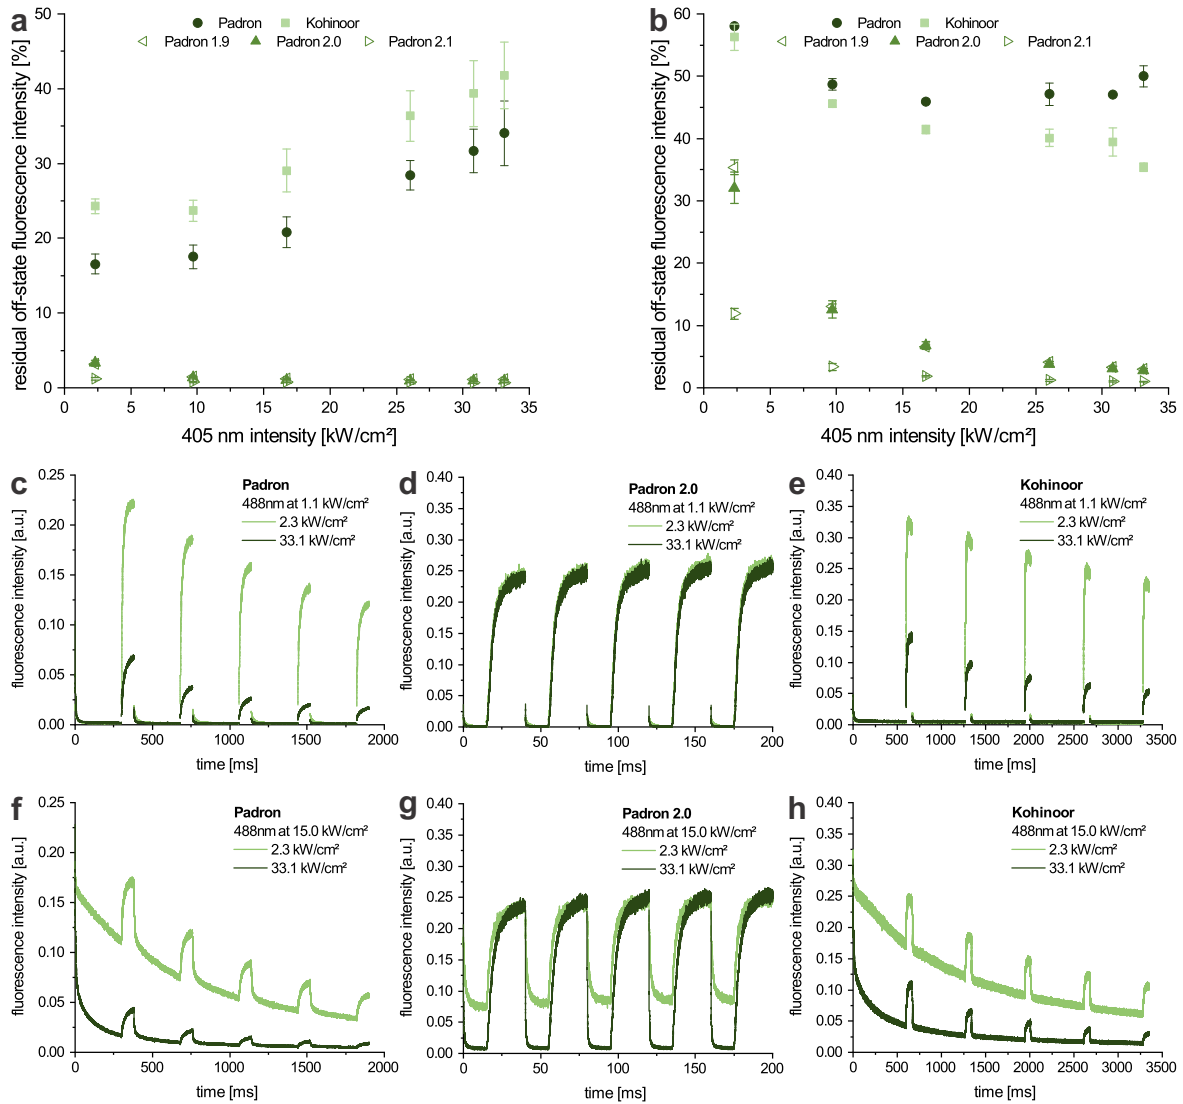 a
Padron Kohinoor
Padron 1.9 Padron 2.0 Padron 2.1
residual off-state fluorescence intensity [%]
50
40
30
20
10
0
0 5 10 15 20 25 30 35
405 nm intensity [kW/cm²]
b
Padron Kohinoor
Padron 1.9 Padron 2.0 Padron 2.1
residual off-state fluorescence intensity [%]
60
50
40
30
20
10
0
0 5 10 15 20 25 30 35
405 nm intensity [kW/cm²]
c
Padron
488nm at 1.1 kW/cm²
2.3 kW/cm²
33.1 kW/cm²
fluorescence intensity [a.u.]
0.25
0.20
0.15
0.10
0.05
0.00
0 500 1000 1500 2000
time [ms]
d
Padron 2.0
488nm at 1.1 kW/cm²
2.3 kW/cm²
33.1 kW/cm²
fluorescence intensity [a.u.]
0.40
0.35
0.30
0.25
0.20
0.15
0.10
0.05
0.00
0 50 100 150 200
time [ms]
e
Kohinoor
488nm at 1.1 kW/cm²
2.3 kW/cm²
33.1 kW/cm²
fluorescence intensity [a.u.]
0.40
0.35
0.30
0.25
0.20
0.15
0.10
0.05
0.00
0 500 1000 1500 2000 2500 3000 3500
time [ms]
f
Padron
488nm at 15.0 kW/cm²
2.3 kW/cm²
33.1 kW/cm²
fluorescence intensity [a.u.]
0.25
0.20
0.15
0.10
0.05
0.00
0 500 1000 1500 2000
time [ms]
g
Padron 2.0
488nm at 15.0 kW/cm²
2.3 kW/cm²
33.1 kW/cm²
fluorescence intensity [a.u.]
0.40
0.35
0.30
0.25
0.20
0.15
0.10
0.05
0.00
0 50 100 150 200
time [ms]
h
Kohinoor
488nm at 15.0 kW/cm²
2.3 kW/cm²
33.1 kW/cm²
fluorescence intensity [a.u.]
0.40
0.35
0.30
0.25
0.20
0.15
0.10
0.05
0.00
0 500 1000 1500 2000 2500 3000 3500
time [ms]